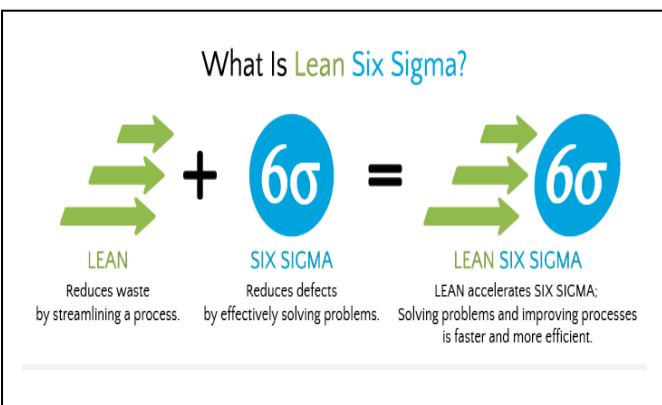 What Is Lean Six Sigma?
+
6σ
=
6σ
LEAN
Reduces waste
by streamlining a process.
SIX SIGMA
Reduces defects
by effectively solving problems.
LEAN SIX SIGMA
LEAN accelerates SIX SIGMA;
Solving problems and improving processes
is faster and more efficient.